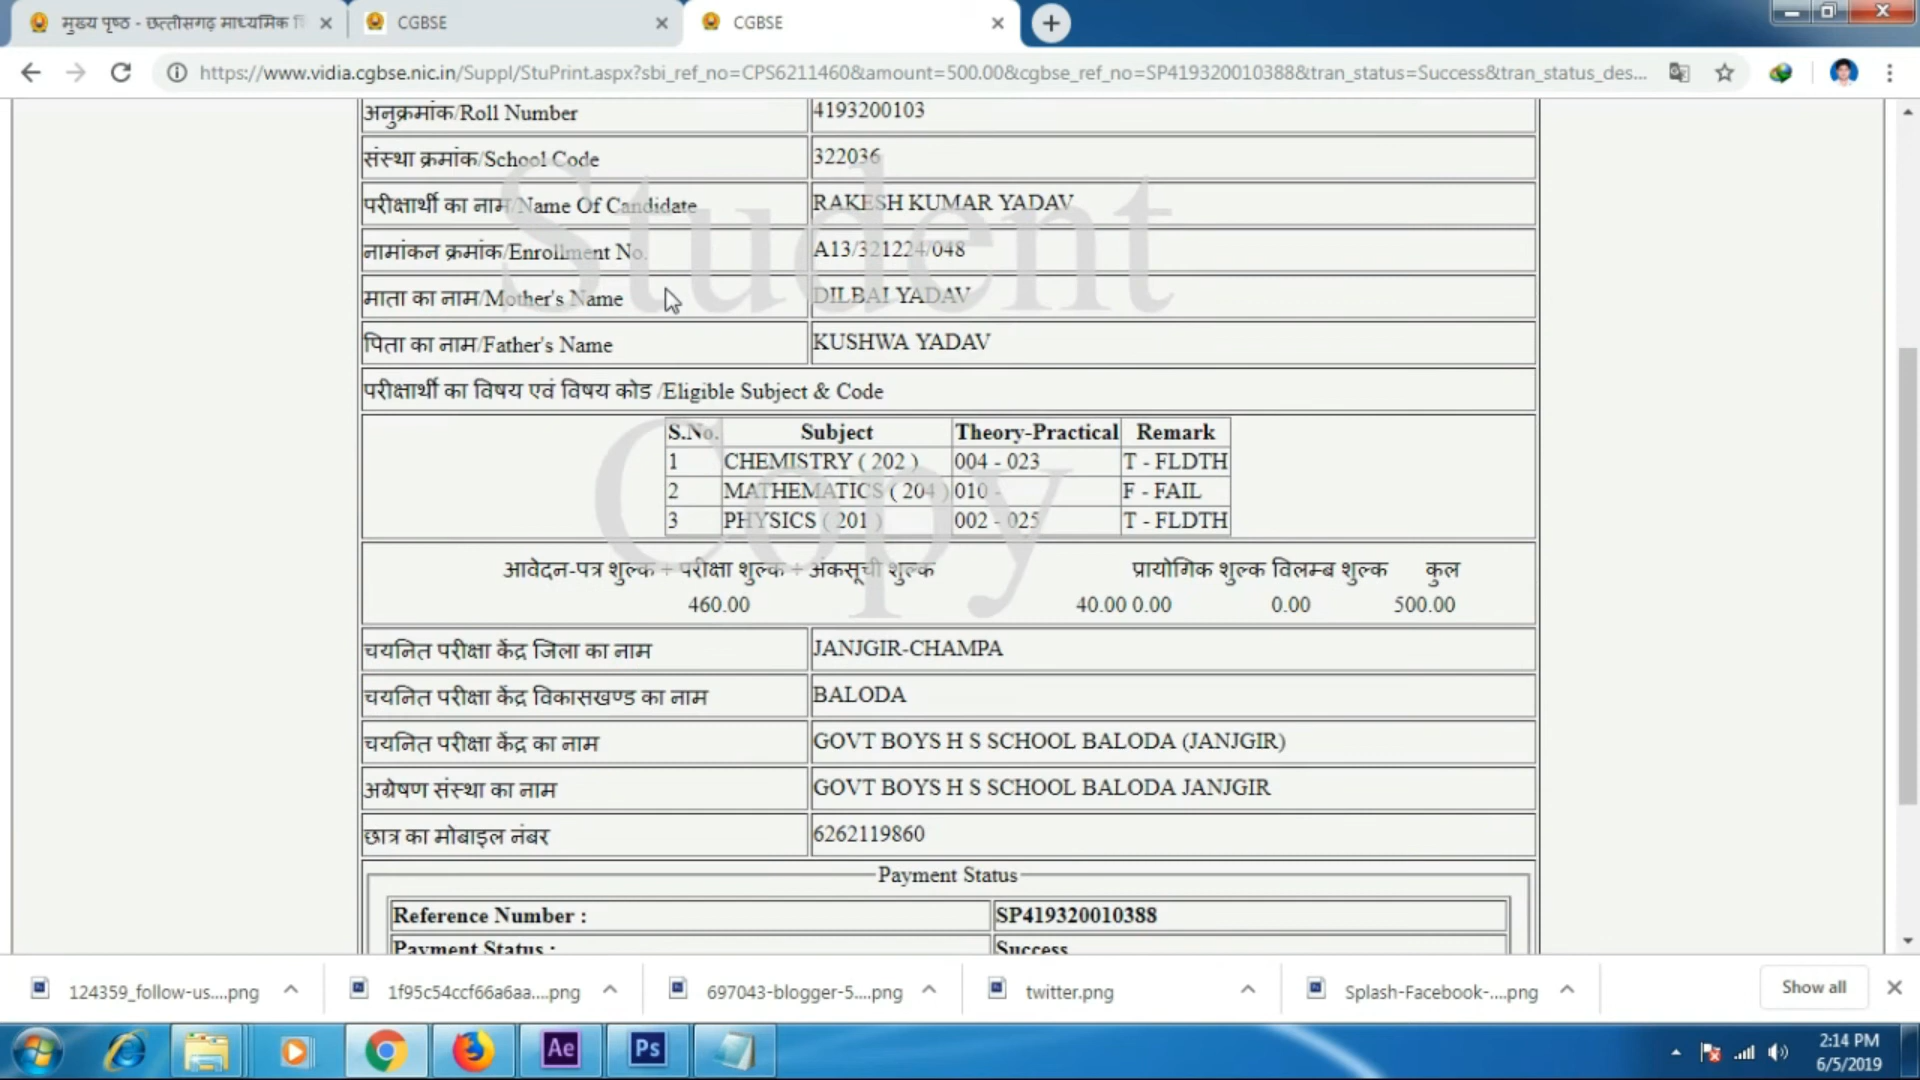 मुख्य पृष्ठ - छत्तीसगढ़ माध्यमिक शि
CGBSE
CGBSE
https://www.vidia.cgbse.nic.in/Suppl/StuPrint.aspx?sbi_ref_no=CPS6211460&amount=500.00&cgbse_ref_no=SP419320010388&tran_status=Success&tran_status_des...
अनुक्रमांक/Roll Number 4193200103
संस्था क्रमांक/School Code 322036
परीक्षार्थी का नाम/Name Of Candidate RAKESH KUMAR YADAV
नामांकन क्रमांक/Enrollment No. A13/321224/048
माता का नाम/Mother's Name DILBAI YADAV
पिता का नाम/Father's Name KUSHWA YADAV
परीक्षार्थी का विषय एवं विषय कोड /Eligible Subject & Code
S.No. Subject Theory-Practical Remark
1 CHEMISTRY ( 202 ) 004 - 023 T - FLDTH
2 MATHEMATICS ( 204 ) 010 - F - FAIL
3 PHYSICS ( 201 ) 002 - 025 T - FLDTH
आवेदन-पत्र शुल्क + परीक्षा शुल्क + अंकसूची शुल्क प्रायोगिक शुल्क विलम्ब शुल्क कुल
460.00 40.00 0.00 0.00 500.00
चयनित परीक्षा केंद्र जिला का नाम JANJGIR-CHAMPA
चयनित परीक्षा केंद्र विकासखण्ड का नाम BALODA
चयनित परीक्षा केंद्र का नाम GOVT BOYS H S SCHOOL BALODA (JANJGIR)
अग्रेषण संस्था का नाम GOVT BOYS H S SCHOOL BALODA JANJGIR
छात्र का मोबाइल नंबर 6262119860
Payment Status
Reference Number : SP419320010388
Payment Status : Success
Student
Copy
124359_follow-us....png
1f95c54ccf66a6aa....png
697043-blogger-5....png
twitter.png
Splash-Facebook-....png
Show all
Ae
Ps
2:14 PM
6/5/2019